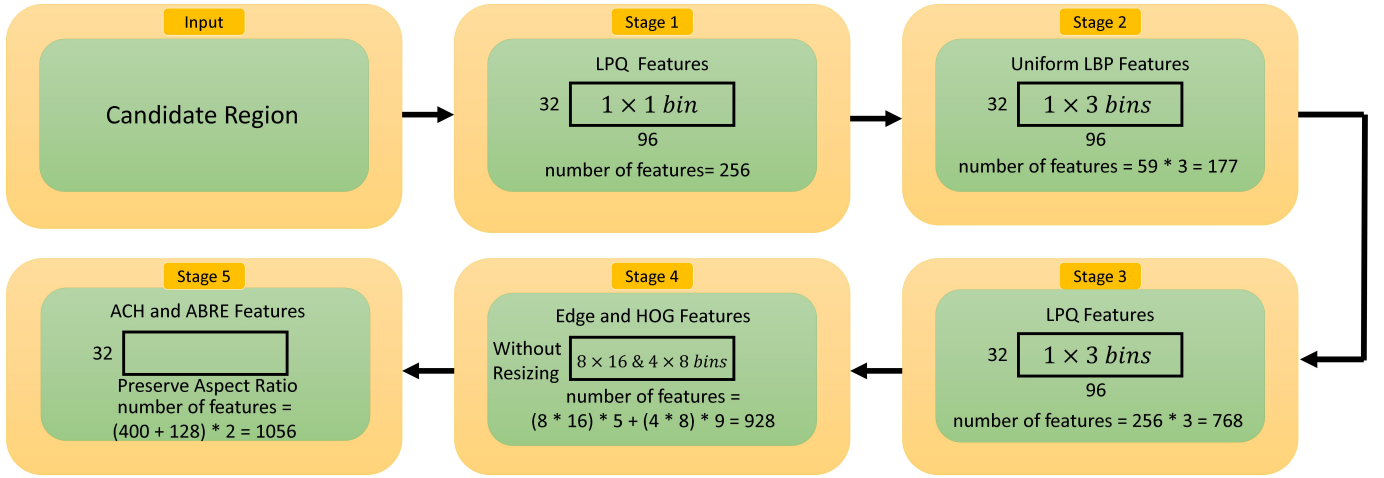 Input
Candidate Region
Stage 1
LPQ Features
32
1 × 1 bin
96
number of features= 256
Stage 2
Uniform LBP Features
32
1 × 3 bins
96
number of features = 59 * 3 = 177
Stage 3
LPQ Features
32
1 × 3 bins
96
number of features = 256 * 3 = 768
Stage 4
Edge and HOG Features
Without
Resizing
8 × 16 & 4 × 8 bins
number of features =
(8 * 16) * 5 + (4 * 8) * 9 = 928
Stage 5
ACH and ABRE Features
32
Preserve Aspect Ratio
number of features =
(400 + 128) * 2 = 1056